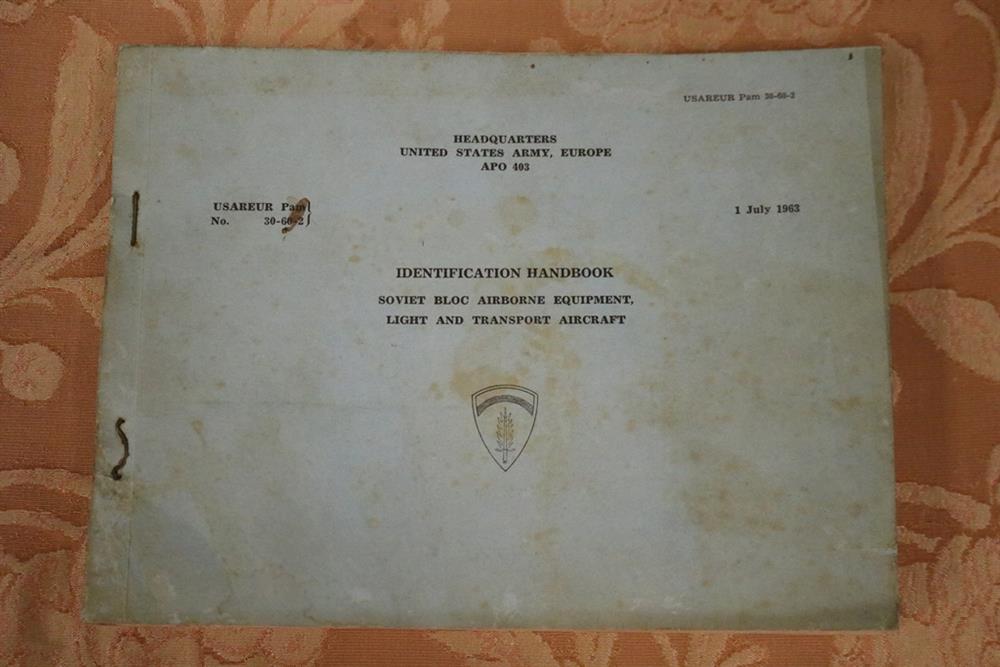 USAREUR Pam 30-60-2
HEADQUARTERS
UNITED STATES ARMY, EUROPE
APO 403
USAREUR Pam
No. 30-60-2
1 July 1963
IDENTIFICATION HANDBOOK
SOVIET BLOC AIRBORNE EQUIPMENT,
LIGHT AND TRANSPORT AIRCRAFT